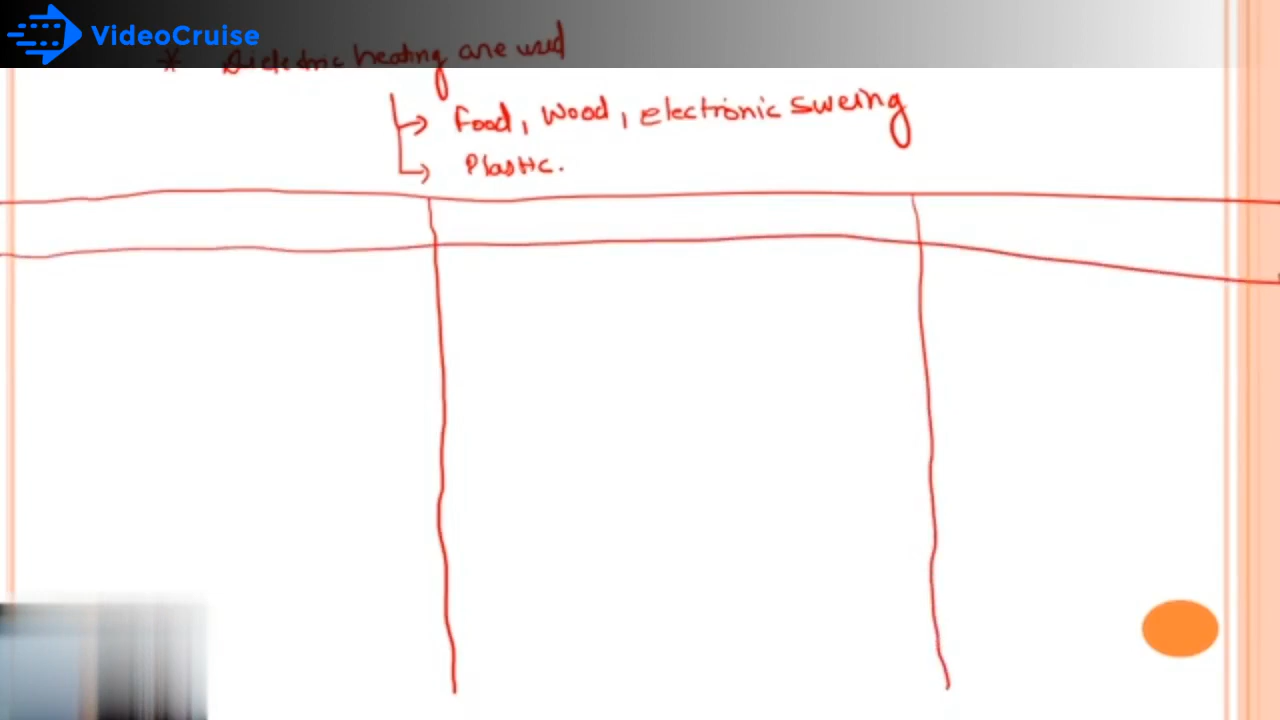 VideoCruise
* Dielectric heating are used
→ Food, Wood, electronic sweing
→ Plastic.